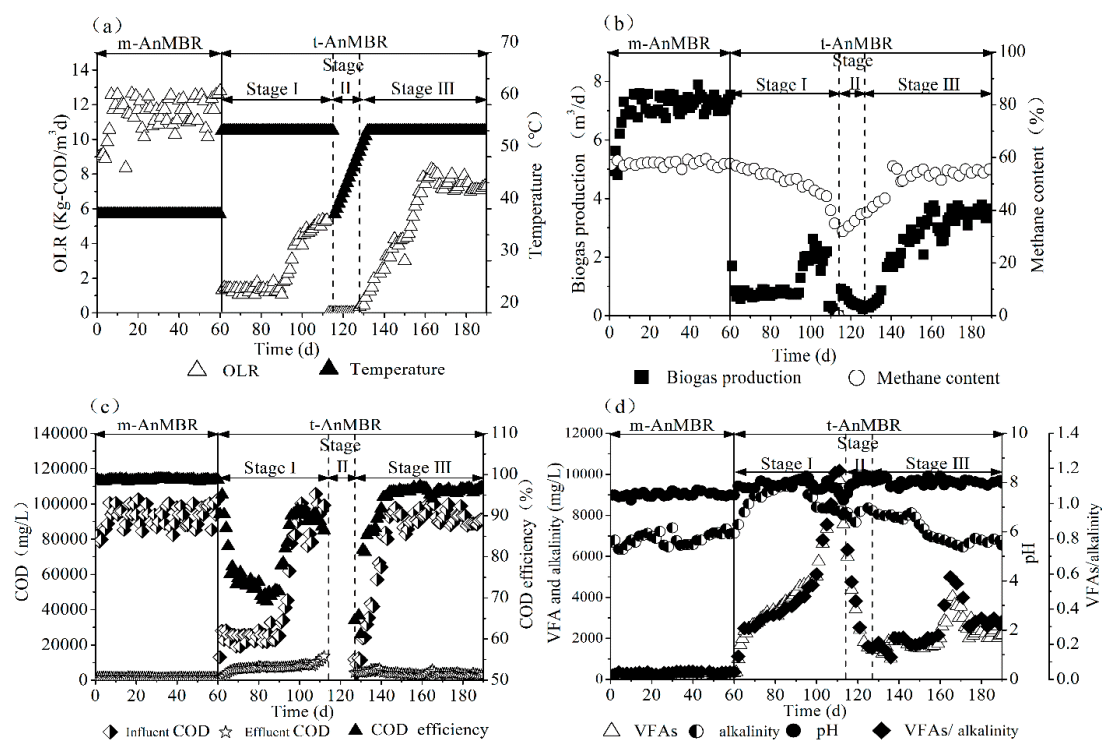 (a)
m-AnMBR
t-AnMBR
Stage
Stage I
II
Stage III
14
12
10
8
6
4
2
0
OLR (Kg-COD/m³d)
70
60
50
40
30
20
Temperature (°C)
0 20 40 60 80 100 120 140 160 180
Time (d)
OLR
Temperature
(b)
m-AnMBR
t-AnMBR
Stage
Stage I
II
Stage III
8
6
4
2
0
Biogas production (m³/d)
100
80
60
40
20
0
Methane content (%)
0 20 40 60 80 100 120 140 160 180
Time (d)
Biogas production
Methane content
(c)
m-AnMBR
t-AnMBR
Stage
Stage I
II
Stage III
140000
120000
100000
80000
60000
40000
20000
0
COD (mg/L)
110
100
90
80
70
60
50
COD efficiency (%)
0 20 40 60 80 100 120 140 160 180
Time (d)
Influent COD
Effluent COD
COD efficiency
(d)
m-AnMBR
t-AnMBR
Stage
Stage I
II
Stage III
12000
10000
8000
6000
4000
2000
0
VFA and alkalinity (mg/L)
10
8
6
4
2
0
pH
1.4
1.2
1.0
0.8
0.6
0.4
0.2
0.0
VFAs/alkalinity
0 20 40 60 80 100 120 140 160 180
Time (d)
VFAs
alkalinity
pH
VFAs/ alkalinity